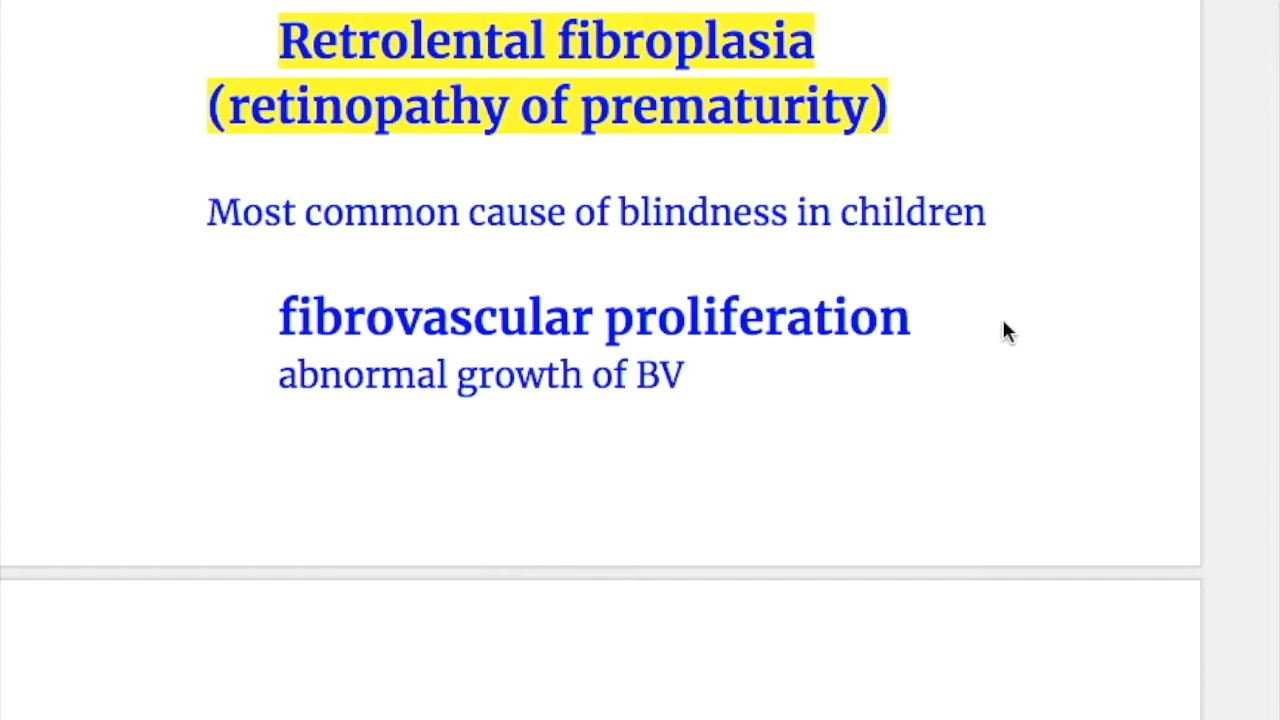 Retrolental fibroplasia
(retinopathy of prematurity)
Most common cause of blindness in children
fibrovascular proliferation
abnormal growth of BV